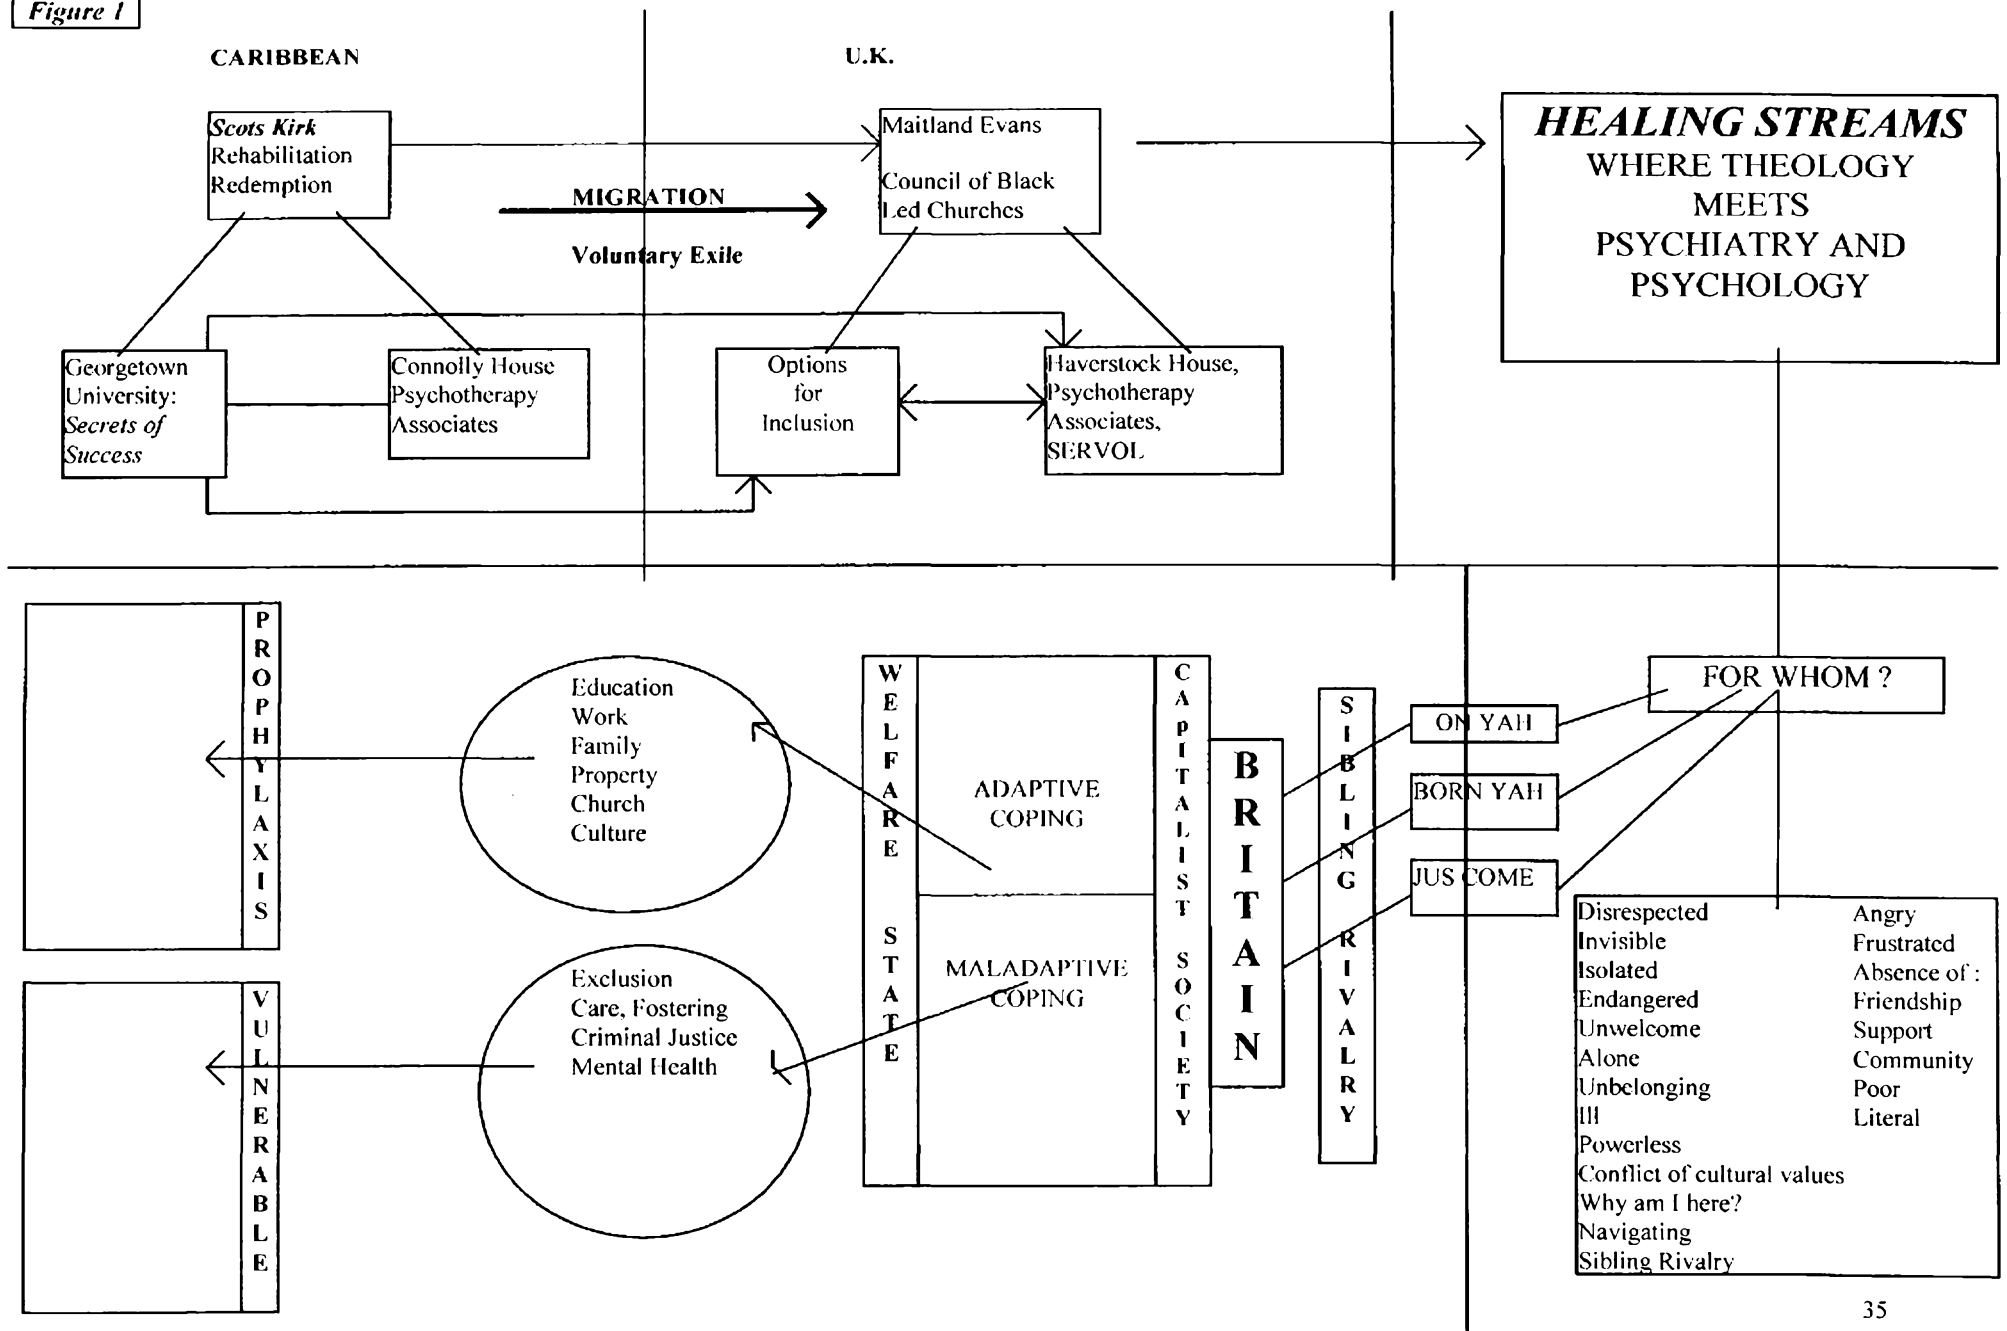 Figure 1
CARIBBEAN
U.K.
Scots Kirk
Rehabilitation
Redemption
Maitland Evans
Council of Black
Led Churches
HEALING STREAMS
WHERE THEOLOGY
MEETS
PSYCHIATRY AND
PSYCHOLOGY
MIGRATION
Voluntary Exile
Georgetown
University:
Secrets of
Success
Connolly House
Psychotherapy
Associates
Options
for
Inclusion
Haverstock House,
Psychotherapy
Associates,
SERVOL
PROPHYLAXIS
Education
Work
Family
Property
Church
Culture
WELFARE STATE
ADAPTIVE
COPING
MALADAPTIVE
COPING
CApITALIST SOCIETY
BRITAIN
SIBLING RIVALRY
ON YAH
BORN YAH
JUS COME
FOR WHOM ?
VULNERABLE
Exclusion
Care, Fostering
Criminal Justice
Mental Health
Disrespected
Invisible
Isolated
Endangered
Unwelcome
Alone
Unbelonging
Ill
Powerless
Conflict of cultural values
Why am I here?
Navigating
Sibling Rivalry
Angry
Frustrated
Absence of :
Friendship
Support
Community
Poor
Literal
35